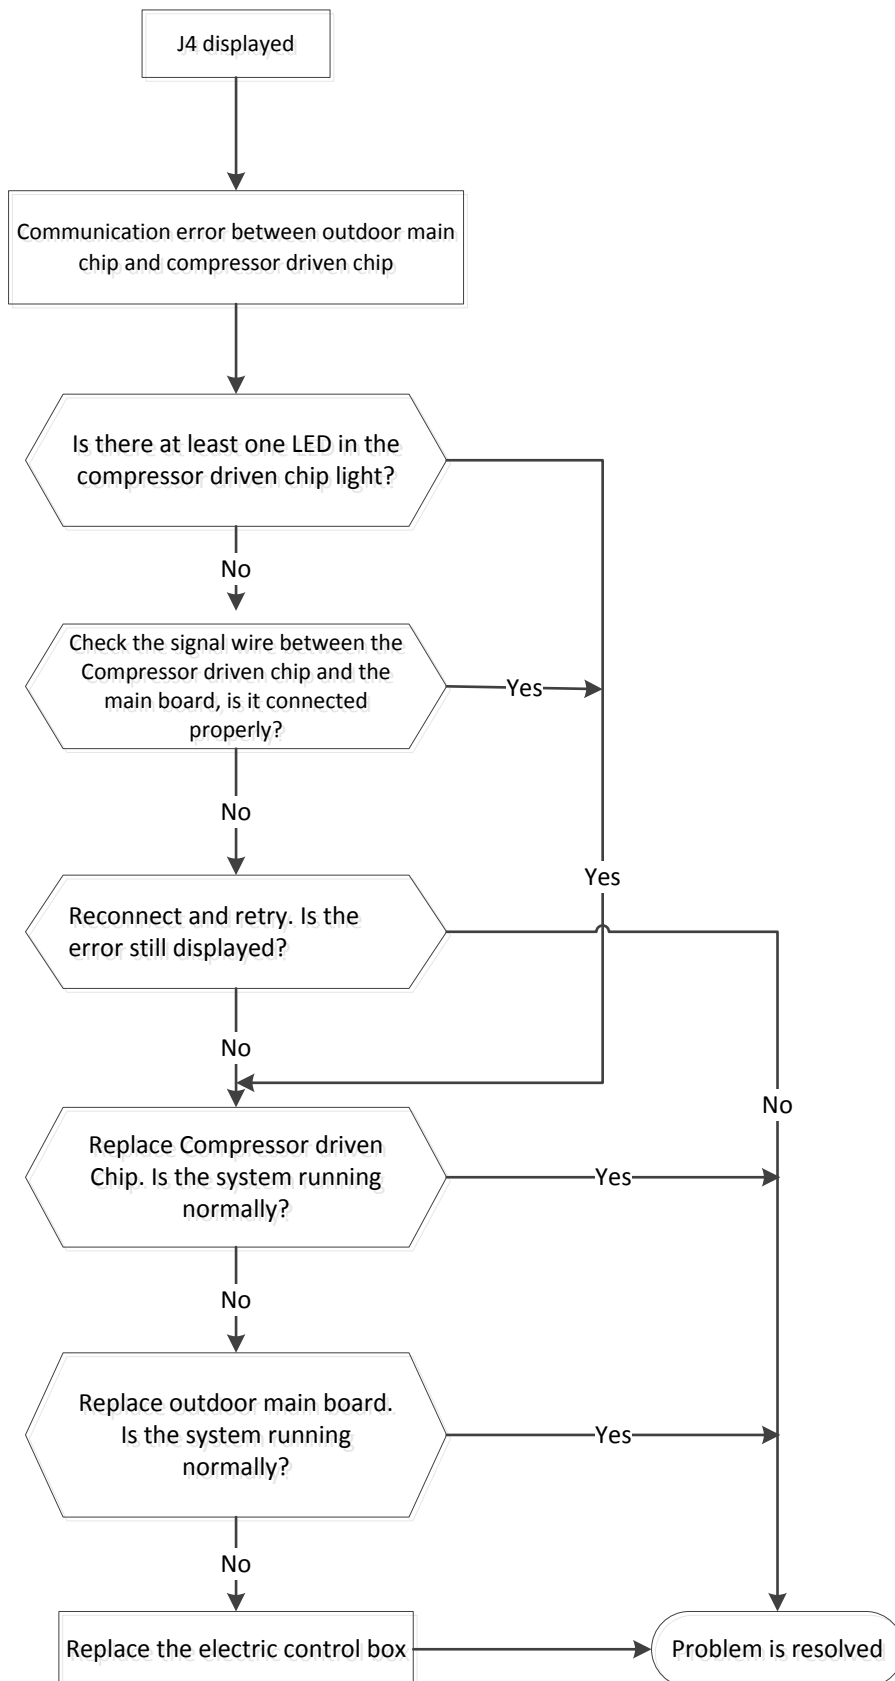 J4 displayed
Communication error between outdoor main
chip and compressor driven chip
Is there at least one LED in the
compressor driven chip light?
No
Check the signal wire between the
Compressor driven chip and the
main board, is it connected
properly?
Yes
No
Yes
Reconnect and retry. Is the
error still displayed?
No
No
Replace Compressor driven
Chip. Is the system running
normally?
Yes
No
Replace outdoor main board.
Is the system running
normally?
Yes
No
Replace the electric control box
Problem is resolved